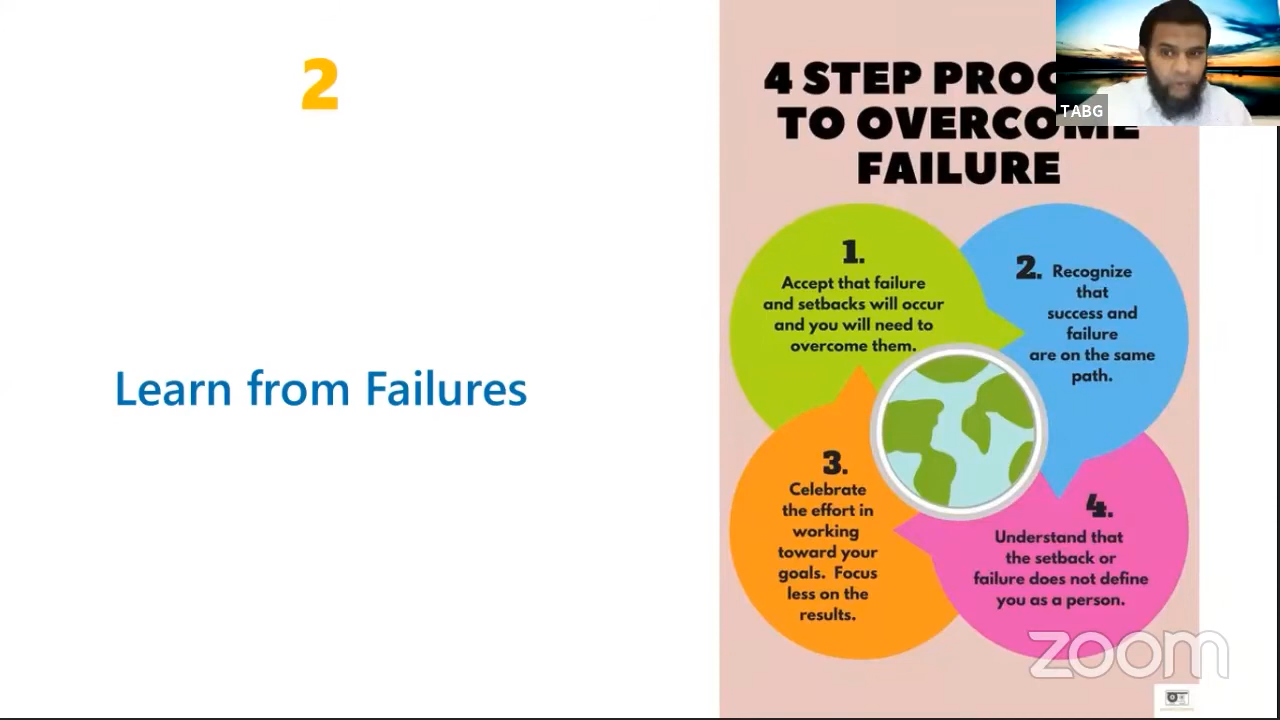 2
Learn from Failures
4 STEP
TO OVERCOME
FAILURE
1.
Accept that failure
and setbacks will occur
and you will need to
overcome them.
2. Recognize
that
success and
failure
are on the same
path.
3.
Celebrate
the effort in
working
toward your
goals. Focus
less on the
results.
4.
Understand that
the setback or
failure does not define
you as a person.
TABG
zoom